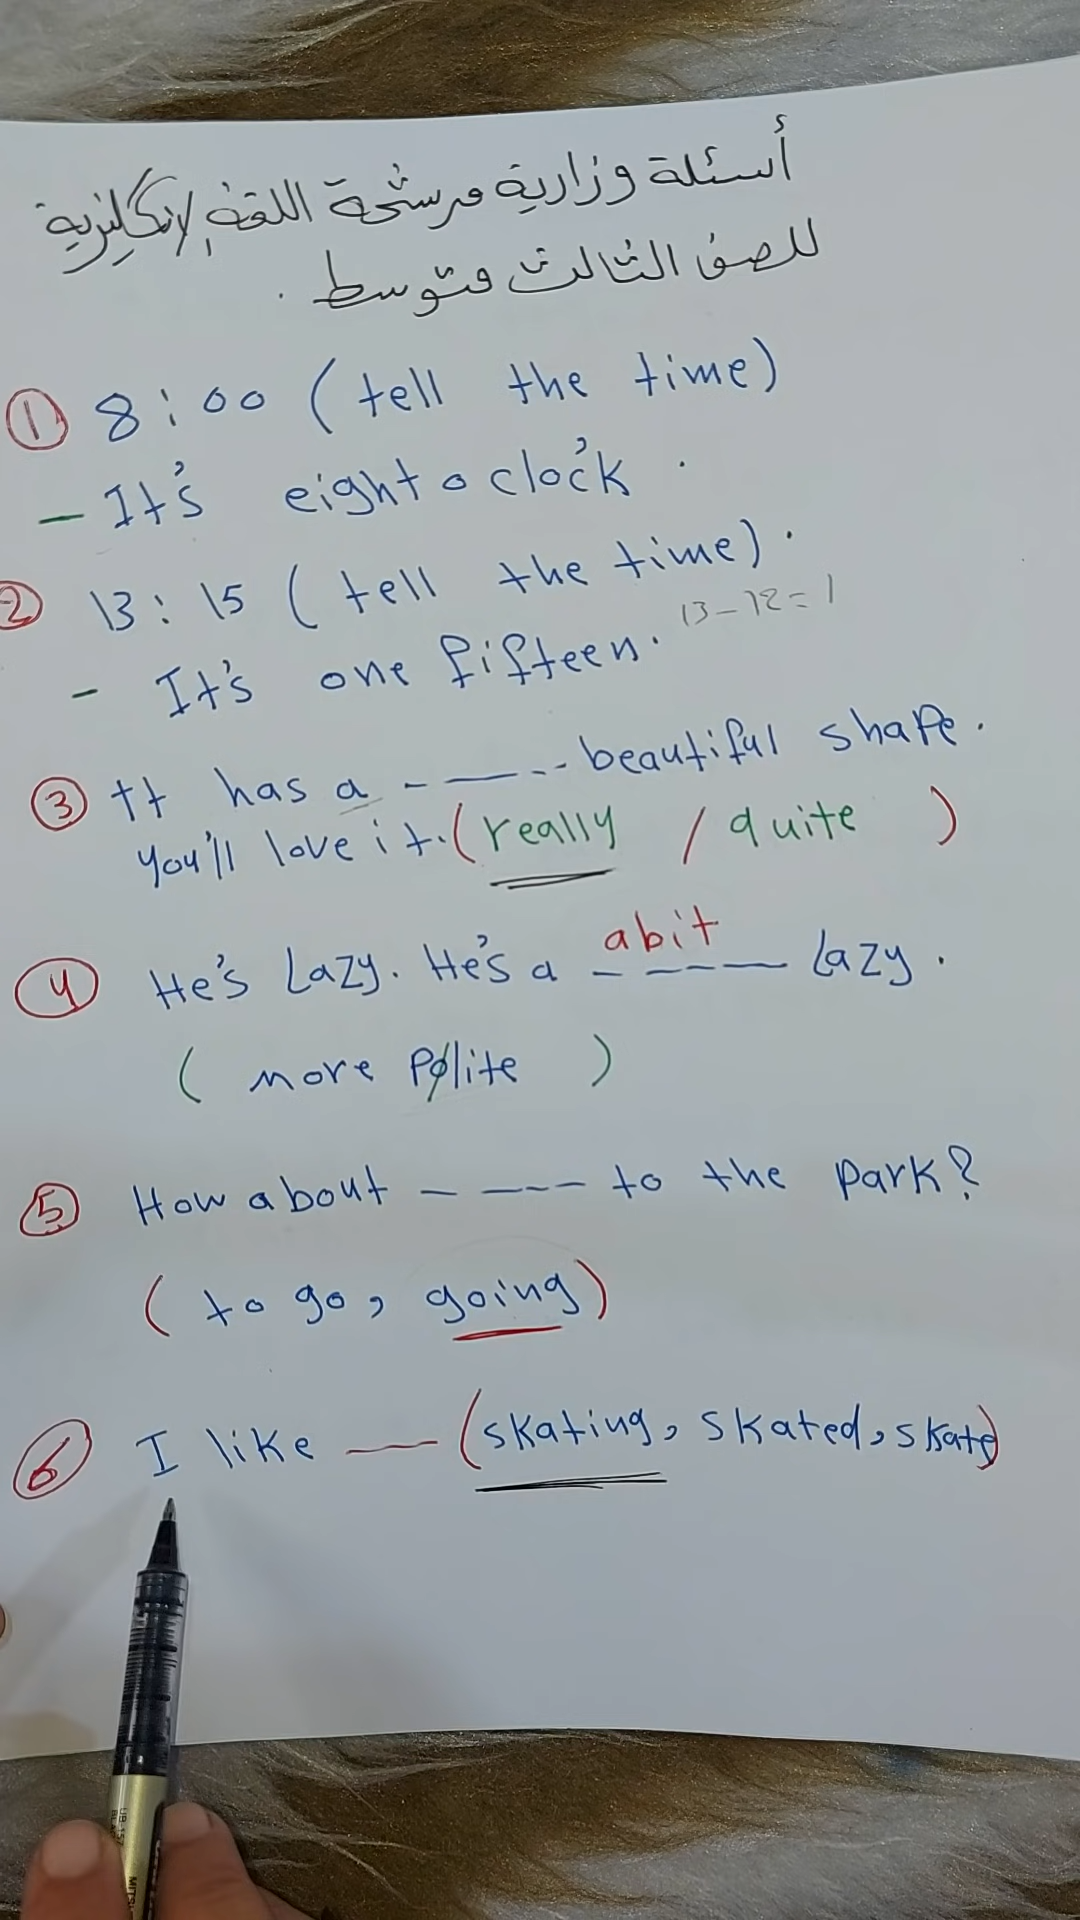 أسئلة وزارية مرشحة اللغة الإنكليزية
للصف الثالث متوسط .
① 8:00 (tell the time)
- It's eight o'clock .
② 13:15 (tell the time) .
13-12=1
- It's one fifteen.
③ It has a ---- beautiful shape.
you'll love it. (really / quite )
abit
④ He's Lazy. He's a ---- Lazy .
( more Polite )
⑤ How about ---- to the park?
( to go, going)
⑥ I like — (skating, skated, skate)